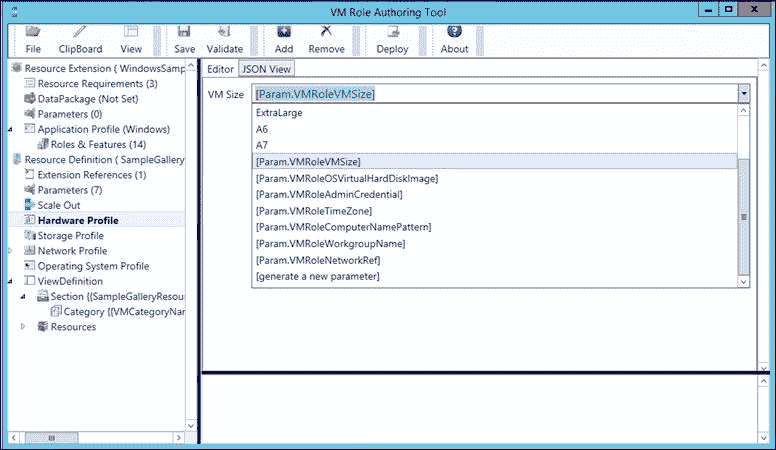 VM Role Authoring Tool
File ClipBoard View Save Validate Add Remove Deploy About
Resource Extension ( WindowsSamp
Resource Requirements (3)
DataPackage (Not Set)
Parameters (0)
Application Profile (Windows)
Roles & Features (14)
Resource Definition ( SampleGallery
Extension References (1)
Parameters (7)
Scale Out
Hardware Profile
Storage Profile
Network Profile
Operating System Profile
ViewDefinition
Section {{SampleGalleryResour
Category {{VMCategoryNam
Resources
Editor JSON View
VM Size [Param.VMRoleVMSize]
ExtraLarge
A6
A7
[Param.VMRoleVMSize]
[Param.VMRoleOSVirtualHardDiskImage]
[Param.VMRoleAdminCredential]
[Param.VMRoleTimeZone]
[Param.VMRoleComputerNamePattern]
[Param.VMRoleWorkgroupName]
[Param.VMRoleNetworkRef]
[generate a new parameter]